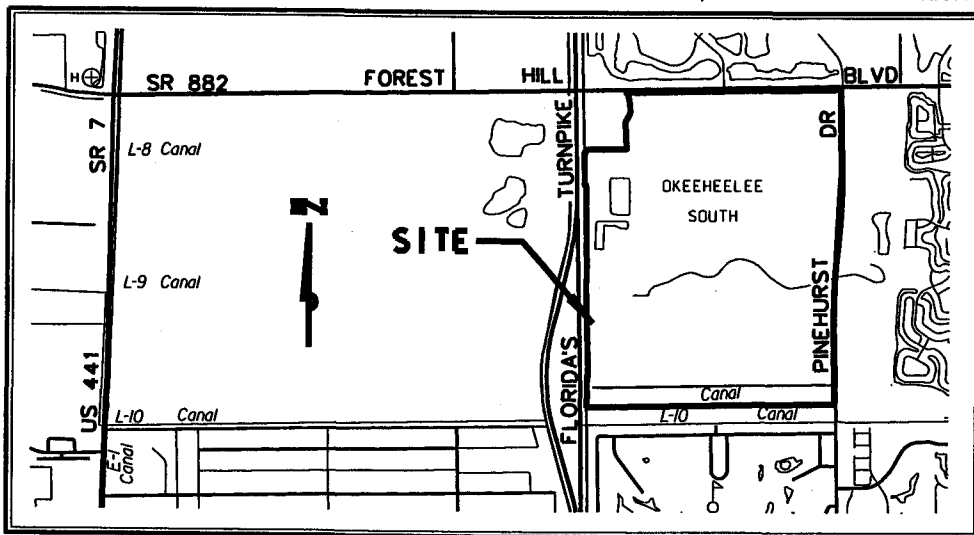 SR 882 FOREST HILL BLVD
H
SR 7
L-8 Canal
TURNPIKE
DR
OKEEHEELEE
SOUTH
N
SITE
L-9 Canal
PINEHURST
US 441
FLORIDA'S
Canal
L-10 Canal
L-10 Canal
E-1
Canal